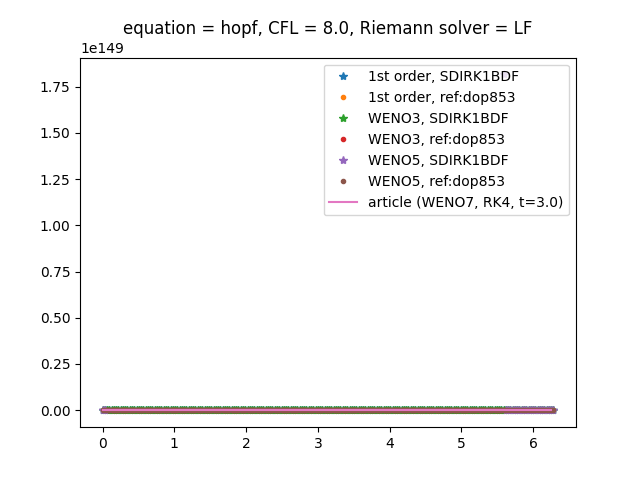 equation = hopf, CFL = 8.0, Riemann solver = LF
1e149
1.75
1.50
1.25
1.00
0.75
0.50
0.25
0.00
0
1
2
3
4
5
6
1st order, SDIRK1BDF
1st order, ref:dop853
WENO3, SDIRK1BDF
WENO3, ref:dop853
WENO5, SDIRK1BDF
WENO5, ref:dop853
article (WENO7, RK4, t=3.0)